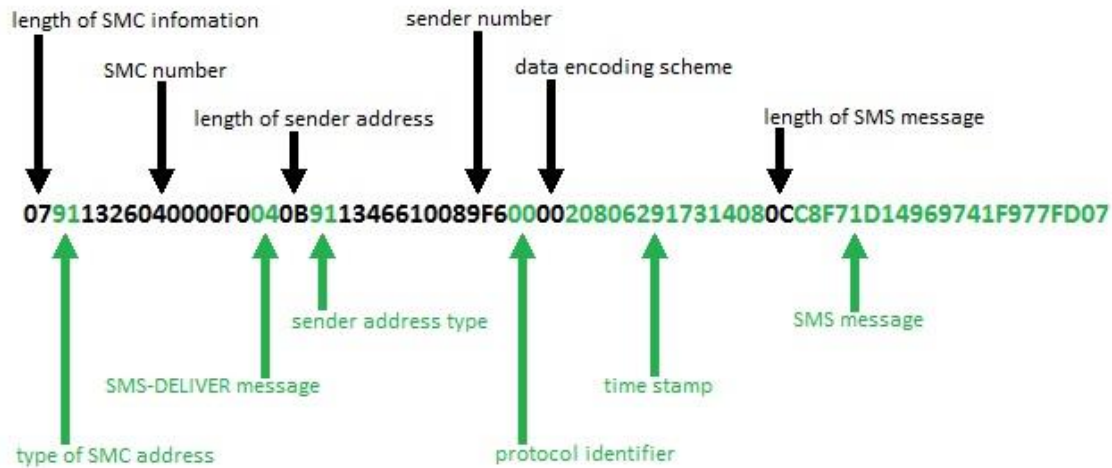 length of SMC infomation
sender number
SMC number
data encoding scheme
length of sender address
length of SMS message
07911326040000F0040B911346610089F60000208062917314080CC8F71D14969741F977FD07
sender address type
SMS message
SMS-DELIVER message
time stamp
type of SMC address
protocol identifier